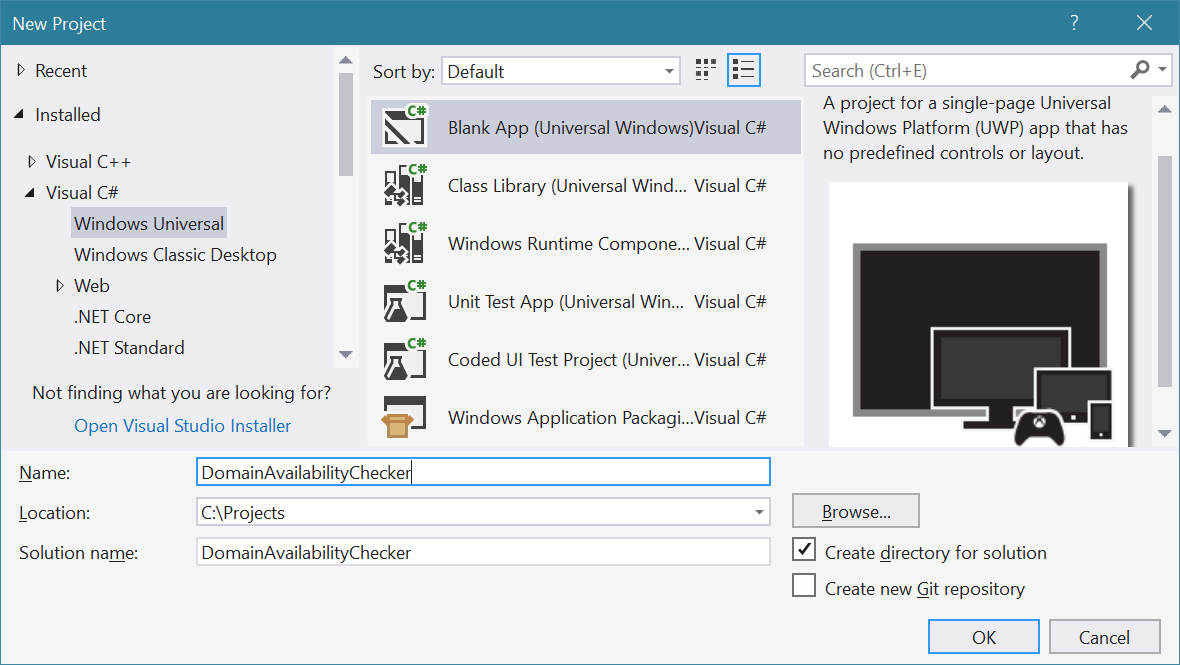 New Project
?
Recent
Installed
Visual C++
Visual C#
Windows Universal
Windows Classic Desktop
Web
.NET Core
.NET Standard
Not finding what you are looking for?
Open Visual Studio Installer
Sort by: Default
Search (Ctrl+E)
C#
Blank App (Universal Windows) Visual C#
C#
Class Library (Universal Wind... Visual C#
C#
Windows Runtime Compone... Visual C#
C#
Unit Test App (Universal Win... Visual C#
C#
Coded UI Test Project (Univer... Visual C#
Windows Application Packagi... Visual C#
A project for a single-page Universal
Windows Platform (UWP) app that has
no predefined controls or layout.
Name: DomainAvailabilityChecker
Location: C:\Projects
Browse...
Solution name: DomainAvailabilityChecker
Create directory for solution
Create new Git repository
OK
Cancel